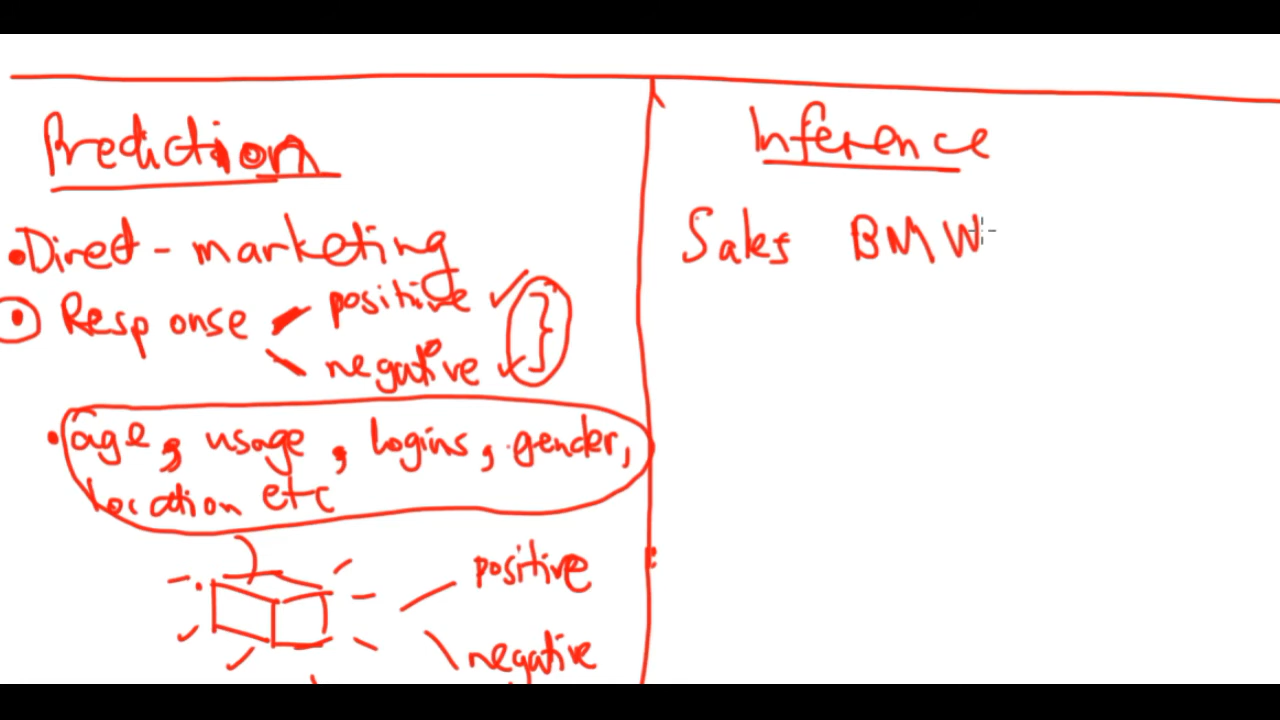 Prediction
• Direct - marketing
• Response
positive
negative
• age, usage, logins, gender,
location etc
positive
negative
Inference
Sales BMW